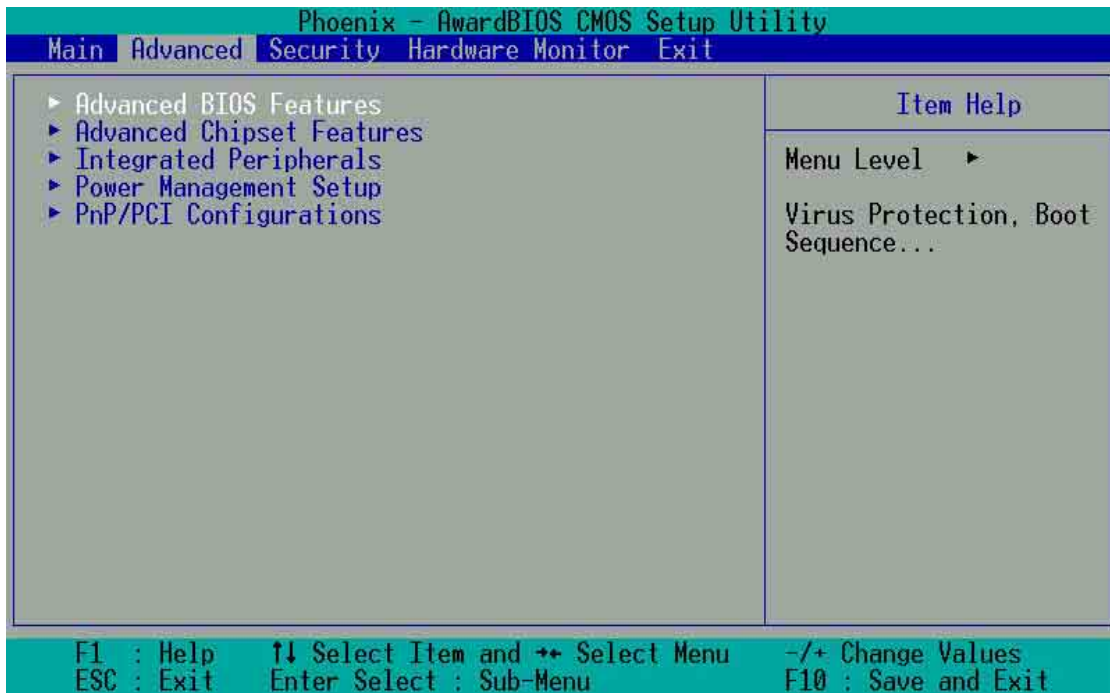 Phoenix - AwardBIOS CMOS Setup Utility
Main Advanced Security Hardware Monitor Exit
▶ Advanced BIOS Features
▶ Advanced Chipset Features
▶ Integrated Peripherals
▶ Power Management Setup
▶ PnP/PCI Configurations
Item Help
Menu Level ▶
Virus Protection, Boot
Sequence...
F1 : Help ↑↓ Select Item and →← Select Menu -/+ Change Values
ESC : Exit Enter Select : Sub-Menu F10 : Save and Exit